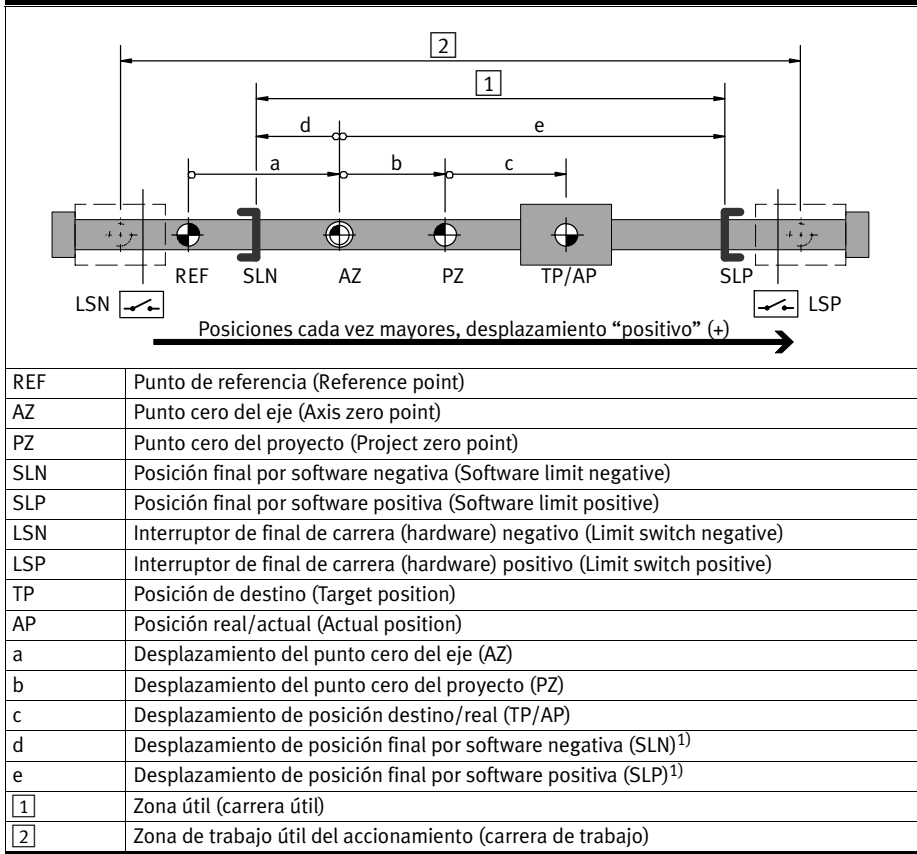 2
1
d e
a b c
REF SLN AZ PZ TP/AP SLP
LSN LSP
Posiciones cada vez mayores, desplazamiento “positivo” (+)
REF Punto de referencia (Reference point)
AZ Punto cero del eje (Axis zero point)
PZ Punto cero del proyecto (Project zero point)
SLN Posición final por software negativa (Software limit negative)
SLP Posición final por software positiva (Software limit positive)
LSN Interruptor de final de carrera (hardware) negativo (Limit switch negative)
LSP Interruptor de final de carrera (hardware) positivo (Limit switch positive)
TP Posición de destino (Target position)
AP Posición real/actual (Actual position)
a Desplazamiento del punto cero del eje (AZ)
b Desplazamiento del punto cero del proyecto (PZ)
c Desplazamiento de posición destino/real (TP/AP)
d Desplazamiento de posición final por software negativa (SLN)1)
e Desplazamiento de posición final por software positiva (SLP)1)
1 Zona útil (carrera útil)
2 Zona de trabajo útil del accionamiento (carrera de trabajo)